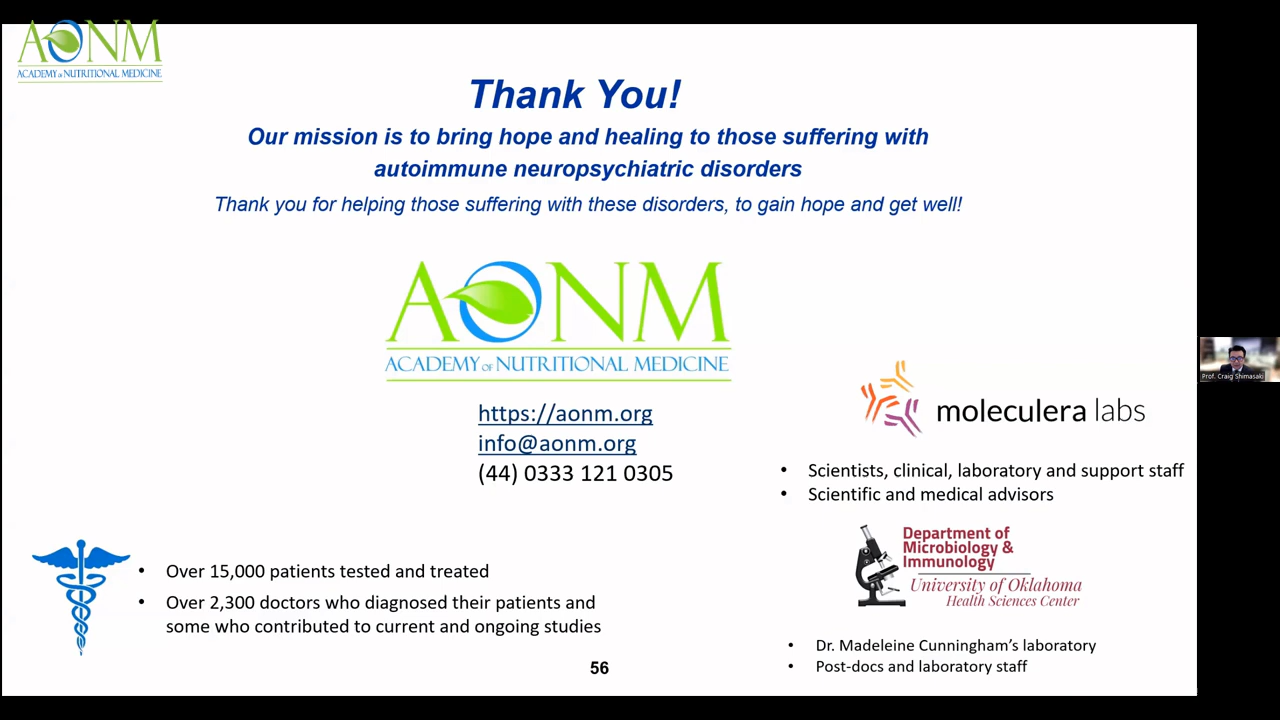 AONM
ACADEMY OF NUTRITIONAL MEDICINE
Thank You!
Our mission is to bring hope and healing to those suffering with
autoimmune neuropsychiatric disorders
Thank you for helping those suffering with these disorders, to gain hope and get well!
AONM
ACADEMY OF NUTRITIONAL MEDICINE
https://aonm.org
info@aonm.org
(44) 0333 121 0305
moleculera labs
• Scientists, clinical, laboratory and support staff
• Scientific and medical advisors
Department of
Microbiology &
Immunology
University of Oklahoma
Health Sciences Center
• Dr. Madeleine Cunningham’s laboratory
• Post-docs and laboratory staff
• Over 15,000 patients tested and treated
• Over 2,300 doctors who diagnosed their patients and
some who contributed to current and ongoing studies
56
Prof. Craig Shimasaki